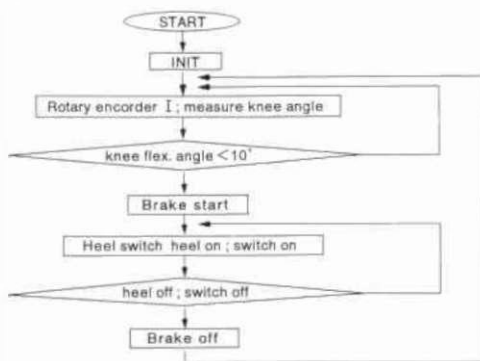 START
INIT
Rotary encorder I ; measure knee angle
knee flex. angle <10°
Brake start
Heel switch heel on ; switch on
heel off ; switch off
Brake off